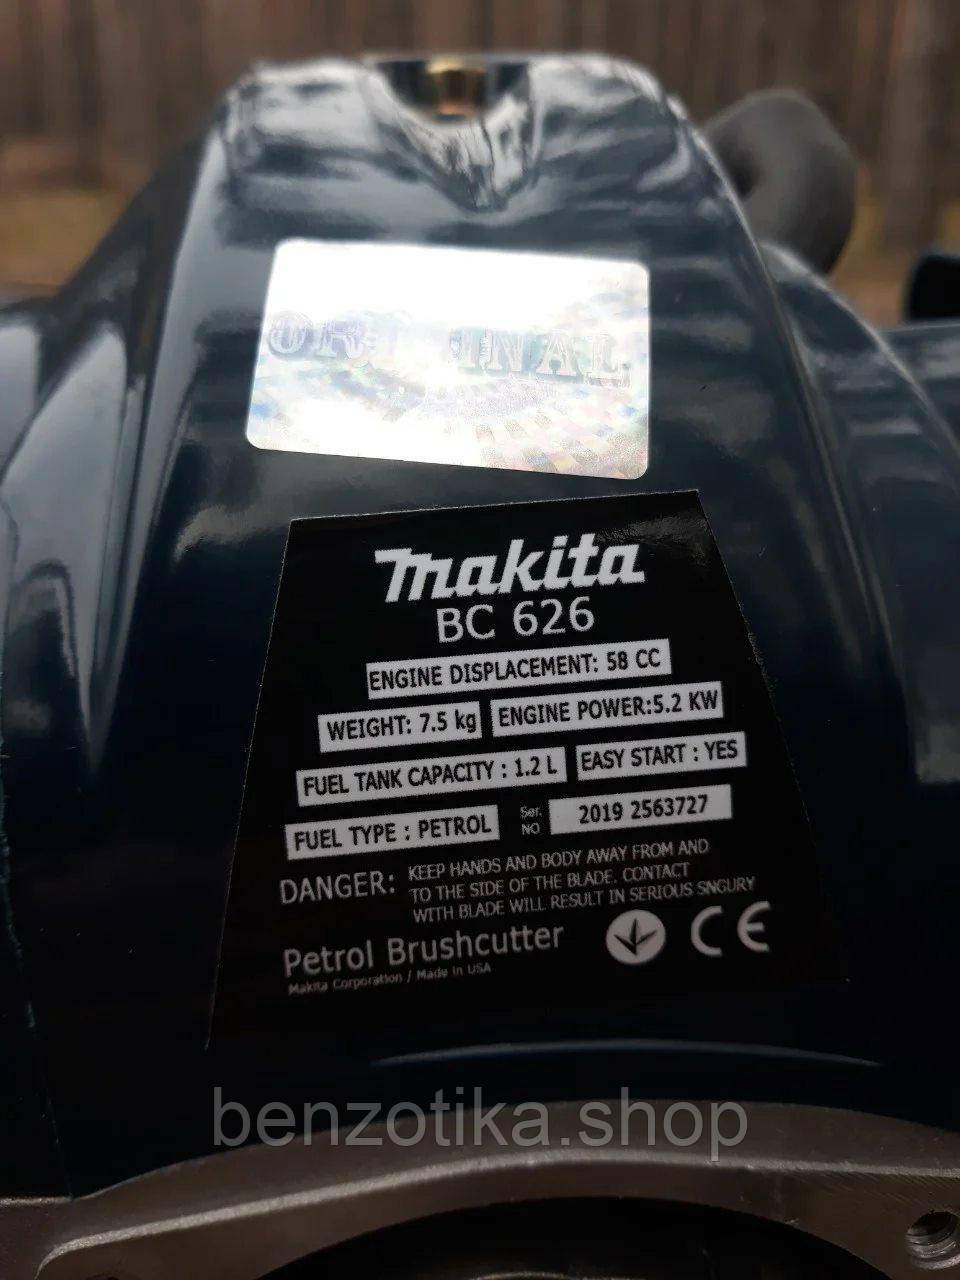 ORIGINAL
makita
BC 626
ENGINE DISPLACEMENT: 58 CC
WEIGHT: 7.5 kg ENGINE POWER:5.2 KW
FUEL TANK CAPACITY : 1.2 L EASY START : YES
FUEL TYPE : PETROL Ser. NO 2019 2563727
DANGER: KEEP HANDS AND BODY AWAY FROM AND
TO THE SIDE OF THE BLADE. CONTACT
WITH BLADE WILL RESULT IN SERIOUS SNGURY
Petrol Brushcutter CE
Makita Corporation / Made in USA
benzotika.shop